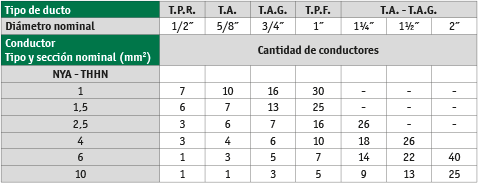 Tipo de ducto T.P.R. T.A. T.A.G. T.P.F. T.A. - T.A.G.
Diámetro nominal 1/2˝ 5/8˝ 3/4˝ 1˝ 1¼˝ 1½˝ 2˝
Conductor
Tipo y sección nominal (mm²) Cantidad de conductores
NYA - THHN
1 7 10 16 30 - - -
1,5 6 7 13 25 - - -
2,5 3 6 7 16 26 - -
4 3 4 6 10 18 26
6 1 3 5 7 14 22 40
10 1 1 3 5 9 13 25